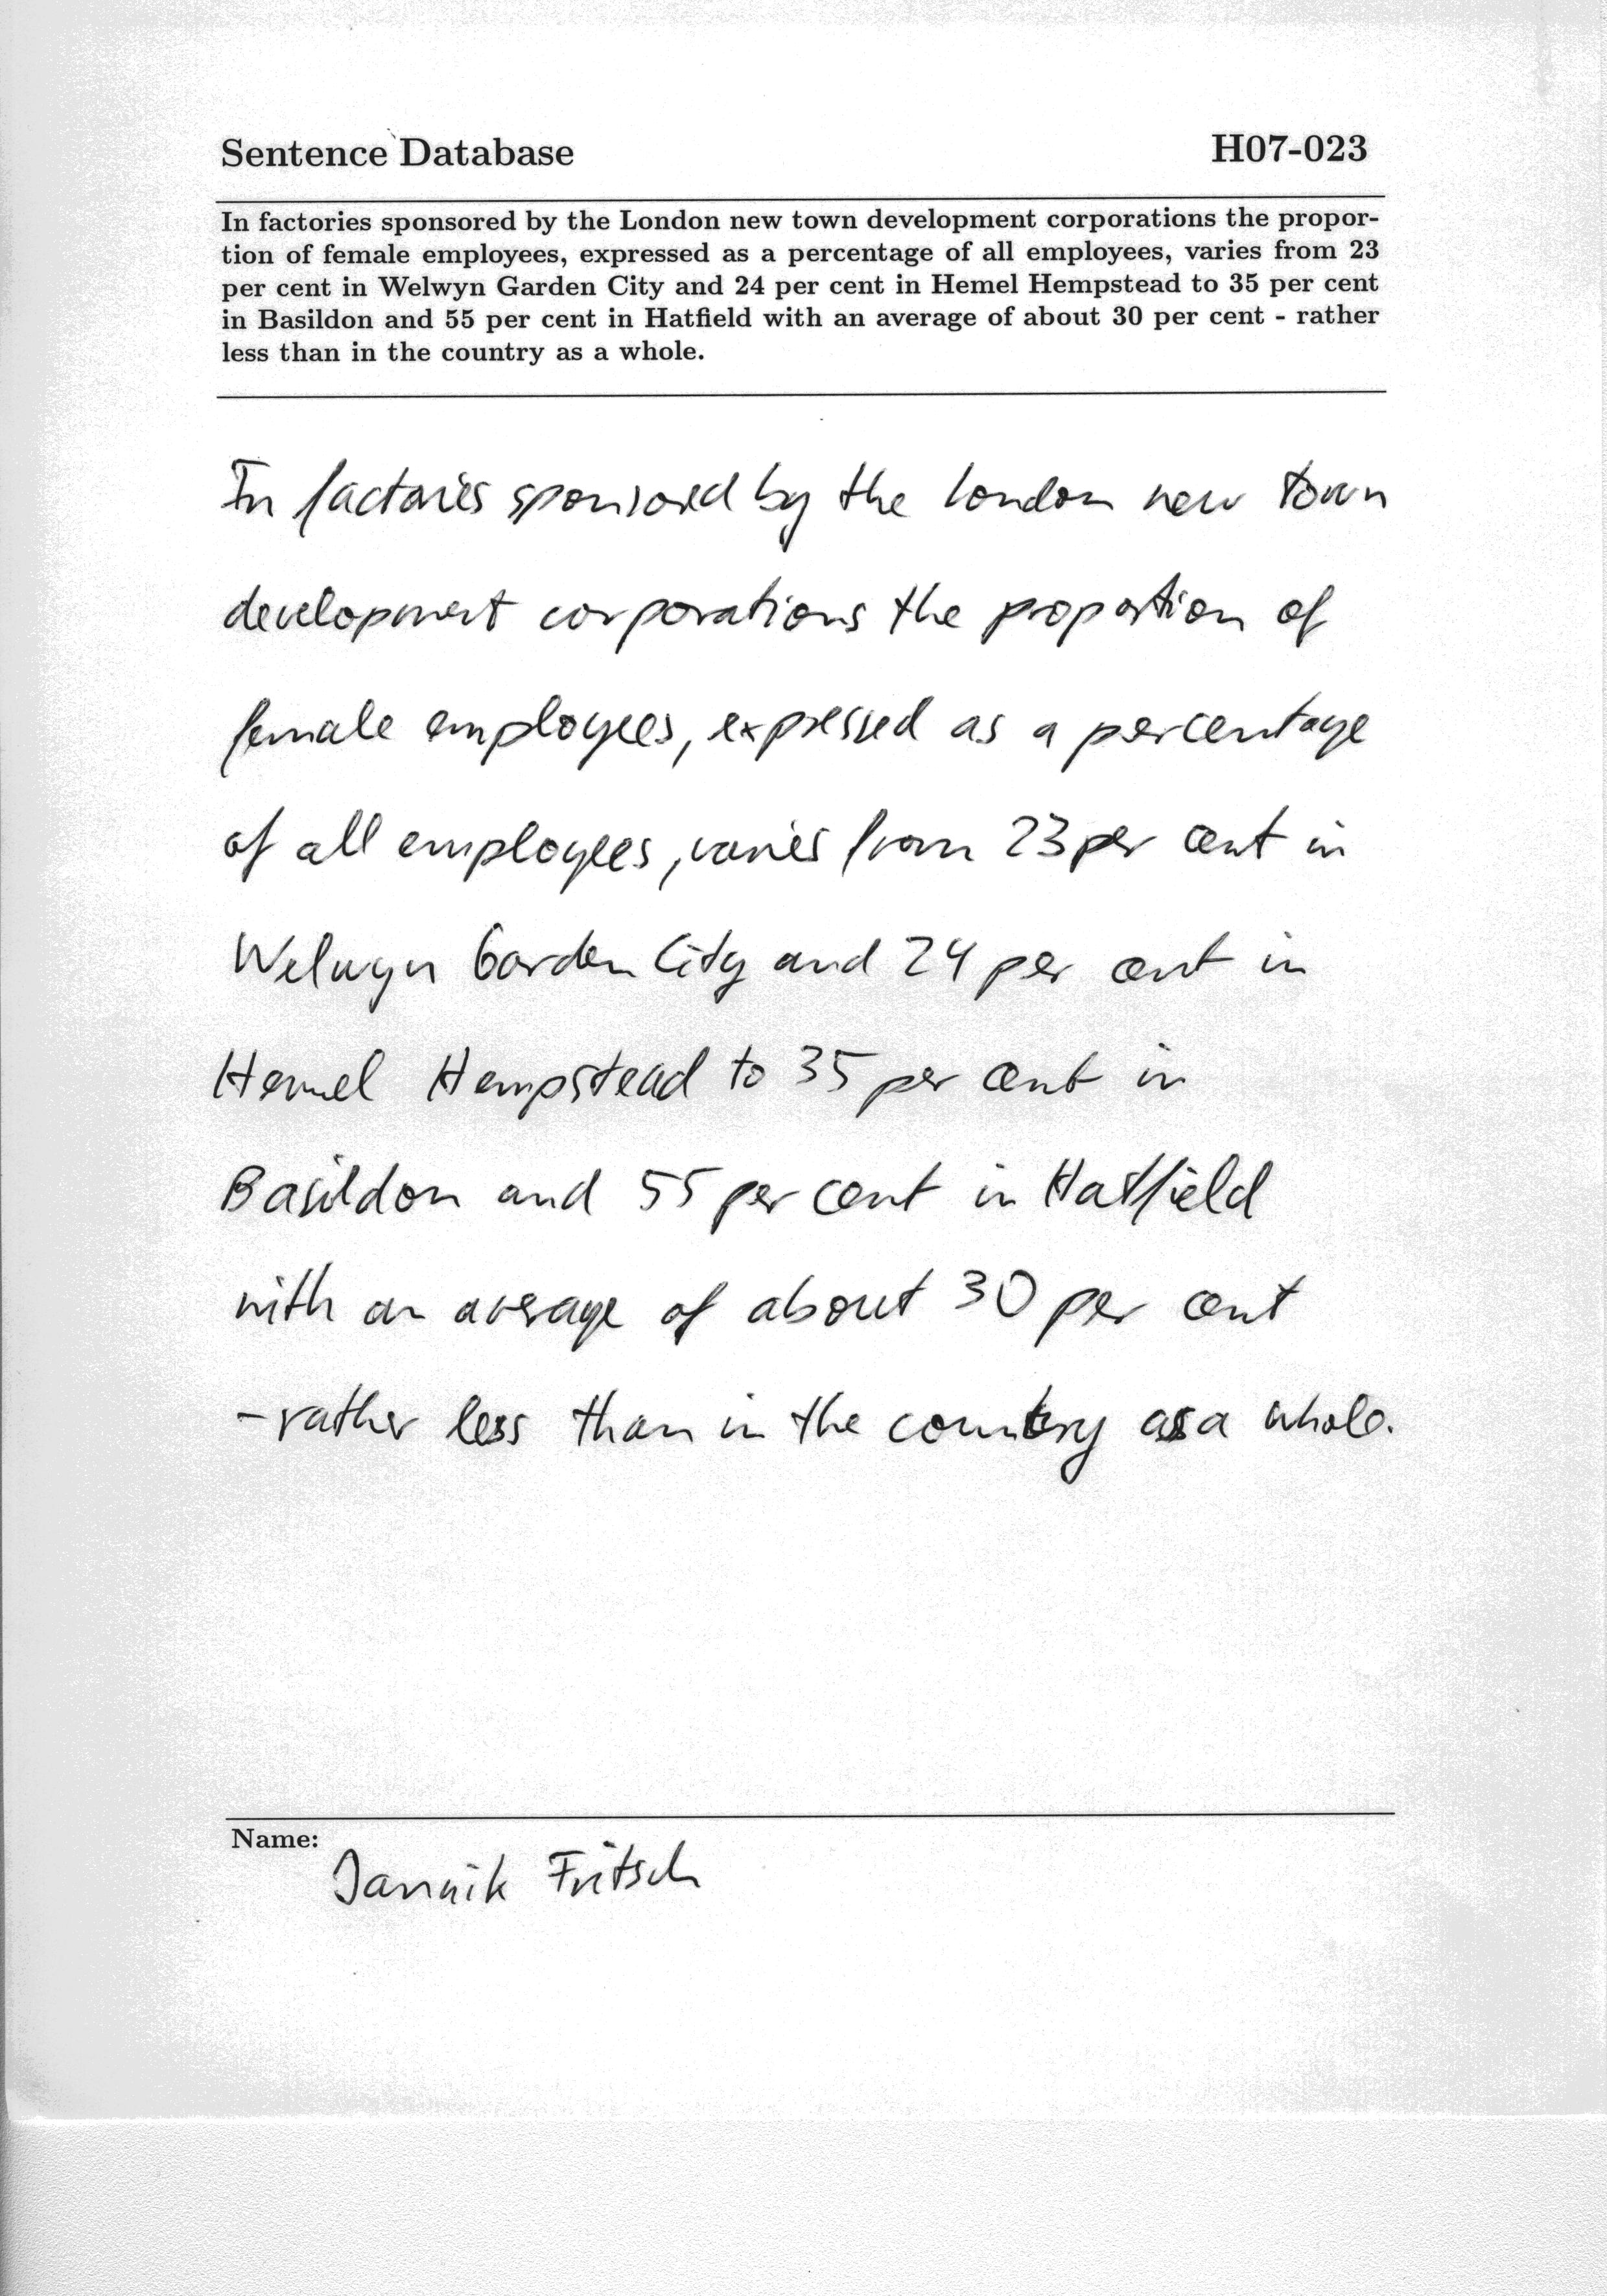 Sentence Database
H07-023
In factories sponsored by the London new town development corporations the propor-
tion of female employees, expressed as a percentage of all employees, varies from 23
per cent in Welwyn Garden City and 24 per cent in Hemel Hempstead to 35 per cent
in Basildon and 55 per cent in Hatfield with an average of about 30 per cent - rather
less than in the country as a whole.
In factories sponsored by the London new town
development corporations the proportion of
female employees, expressed as a percentage
of all employees, varies from 23 per cent in
Welwyn Garden City and 24 per cent in
Hemel Hempstead to 35 per cent in
Basildon and 55 per cent in Hatfield
with an average of about 30 per cent
- rather less than in the country as a whole.
Name:
Jannik Fritsch